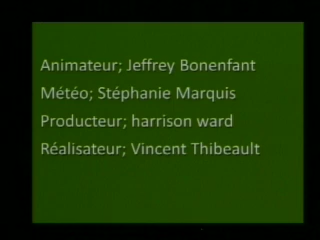 Animateur; Jeffrey Bonenfant
Météo; Stéphanie Marquis
Producteur; harrison ward
Réalisateur; Vincent Thibeault